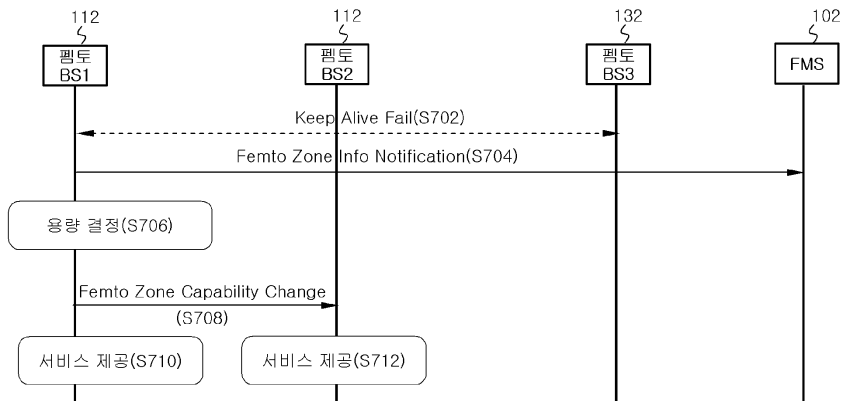 112
112
132
102
펨토
BS1
펨토
BS2
펨토
BS3
FMS
Keep Alive Fail(S702)
Femto Zone Info Notification(S704)
용량 결정(S706)
Femto Zone Capability Change
(S708)
서비스 제공(S710)
서비스 제공(S712)